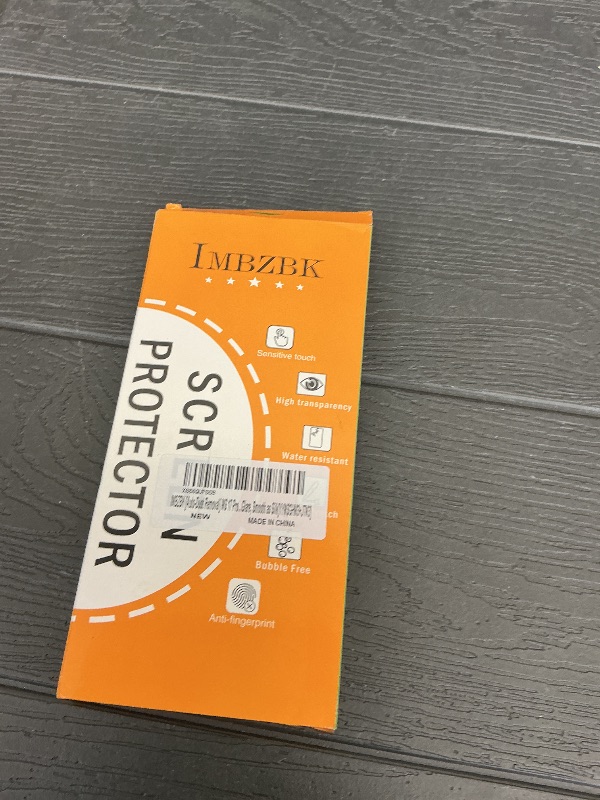 IMBZBK
Sensitive touch
High transparency
Water resistant
Bubble Free
Anti-fingerprint
SCR N
PROTECTOR
NEW
MADE IN CHINA